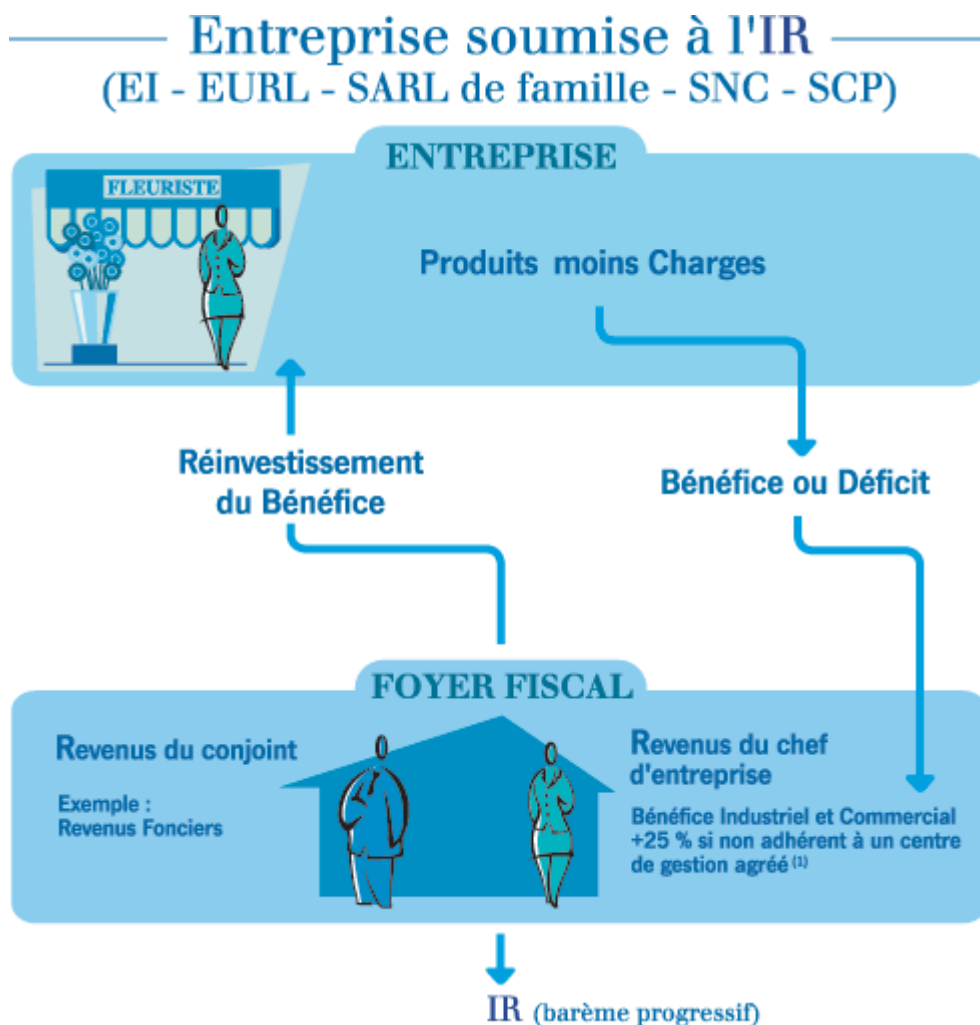 Entreprise soumise à l'IR
(EI - EURL - SARL de famille - SNC - SCP)
ENTREPRISE
FLEURISTE
Produits moins Charges
Réinvestissement
du Bénéfice
Bénéfice ou Déficit
FOYER FISCAL
Revenus du conjoint
Exemple :
Revenus Fonciers
Revenus du chef
d'entreprise
Bénéfice Industriel et Commercial
+25 % si non adhérent à un centre
de gestion agréé (1)
IR (barème progressif)